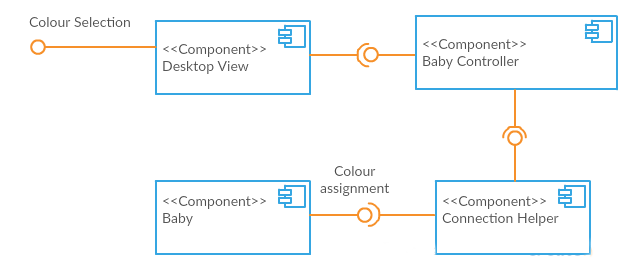 Colour Selection
<<Component>>
Desktop View
<<Component>>
Baby Controller
Colour
assignment
<<Component>>
Baby
<<Component>>
Connection Helper